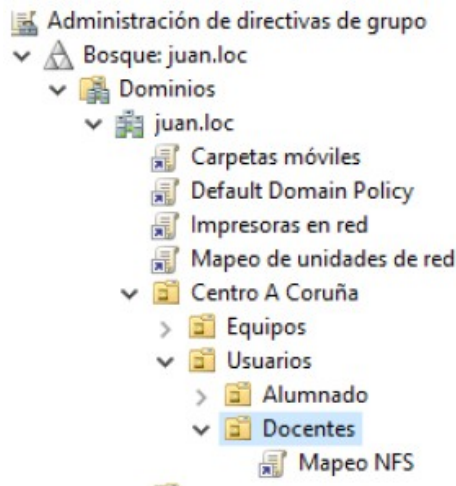 Administración de directivas de grupo
Bosque: juan.loc
Dominios
juan.loc
Carpetas móviles
Default Domain Policy
Impresoras en red
Mapeo de unidades de red
Centro A Coruña
Equipos
Usuarios
Alumnado
Docentes
Mapeo NFS